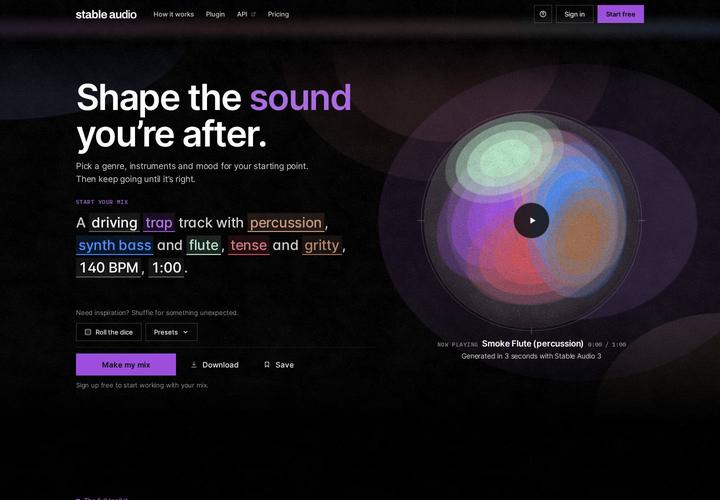 stable audio
How it works
Plugin
API
Pricing
Sign in
Start free
Shape the sound
you're after.
Pick a genre, instruments and mood for your starting point.
Then keep going until it's right.
START YOUR MIX
A driving trap track with percussion,
synth bass and flute, tense and gritty,
140 BPM, 1:00.
Need inspiration? Shuffle for something unexpected.
Roll the dice
Presets
Make my mix
Download
Save
Sign up free to start working with your mix.
NOW PLAYING Smoke Flute (percussion) 0:00 / 1:00
Generated in 3 seconds with Stable Audio 3